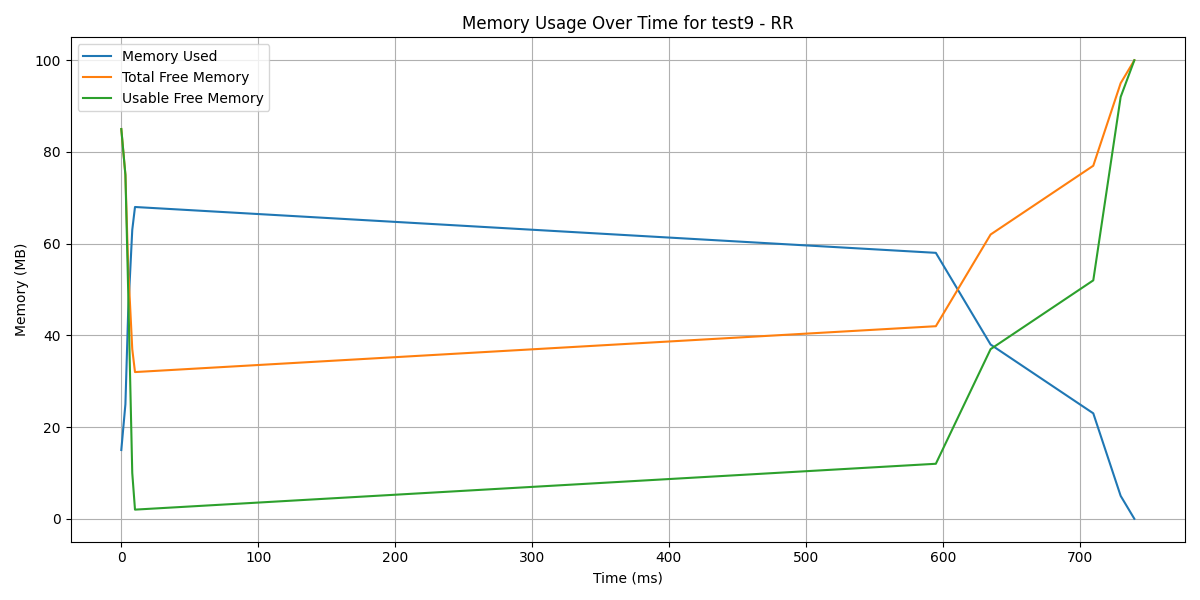 Memory Usage Over Time for test9 - RR
Memory Used
Total Free Memory
Usable Free Memory
Memory (MB)
100
80
60
40
20
0
0 100 200 300 400 500 600 700
Time (ms)